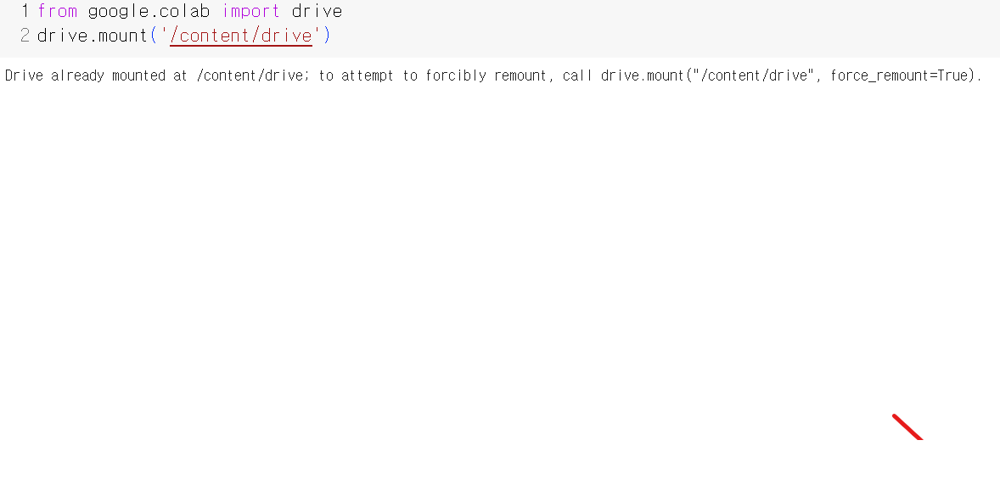 1 from google.colab import drive
2 drive.mount('/content/drive')
Drive already mounted at /content/drive; to attempt to forcibly remount, call drive.mount("/content/drive", force_remount=True).